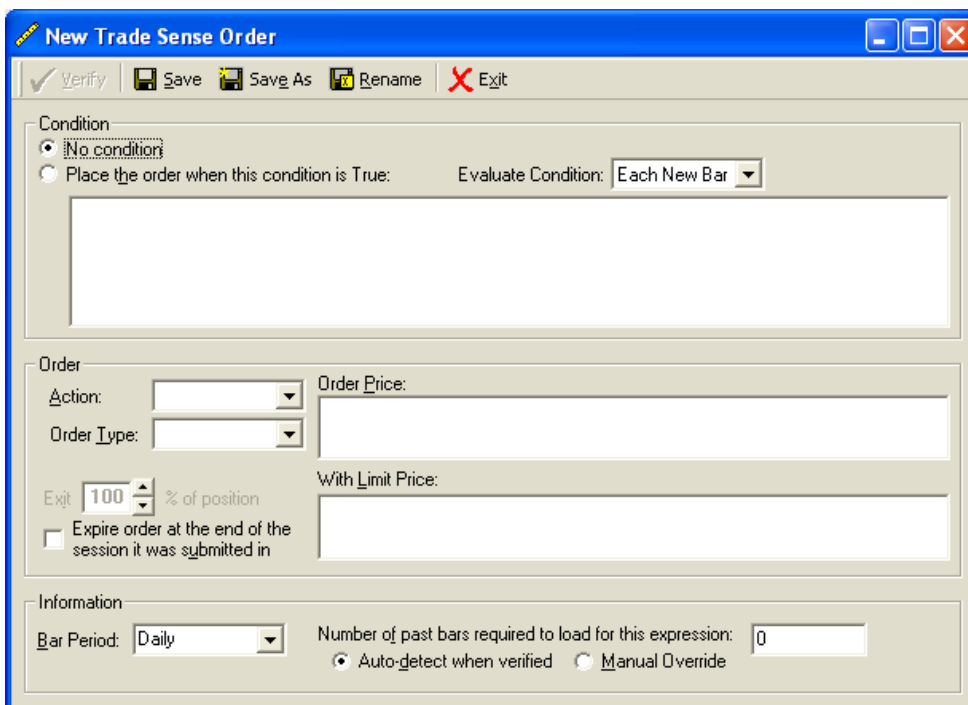 New Trade Sense Order
Verify Save Save As Rename Exit
Condition
No condition
Place the order when this condition is True: Evaluate Condition: Each New Bar
Order
Action:
Order Price:
Order Type:
With Limit Price:
Exit 100 % of position
Expire order at the end of the
session it was submitted in
Information
Bar Period: Daily
Number of past bars required to load for this expression: 0
Auto-detect when verified Manual Override